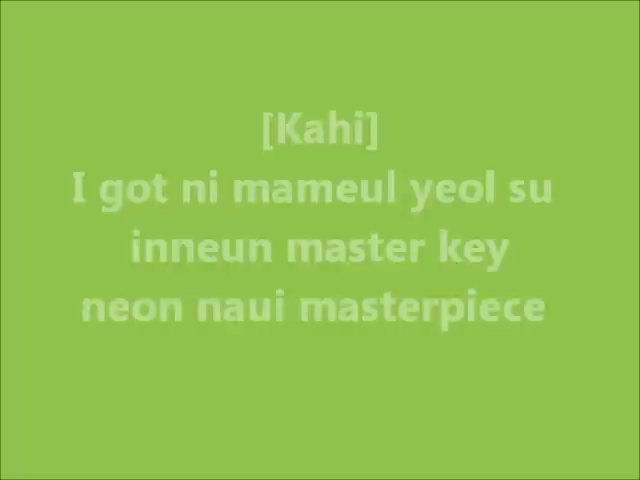 [Kahi]
I got ni mameul yeol su
inneun master key
neon naui masterpiece